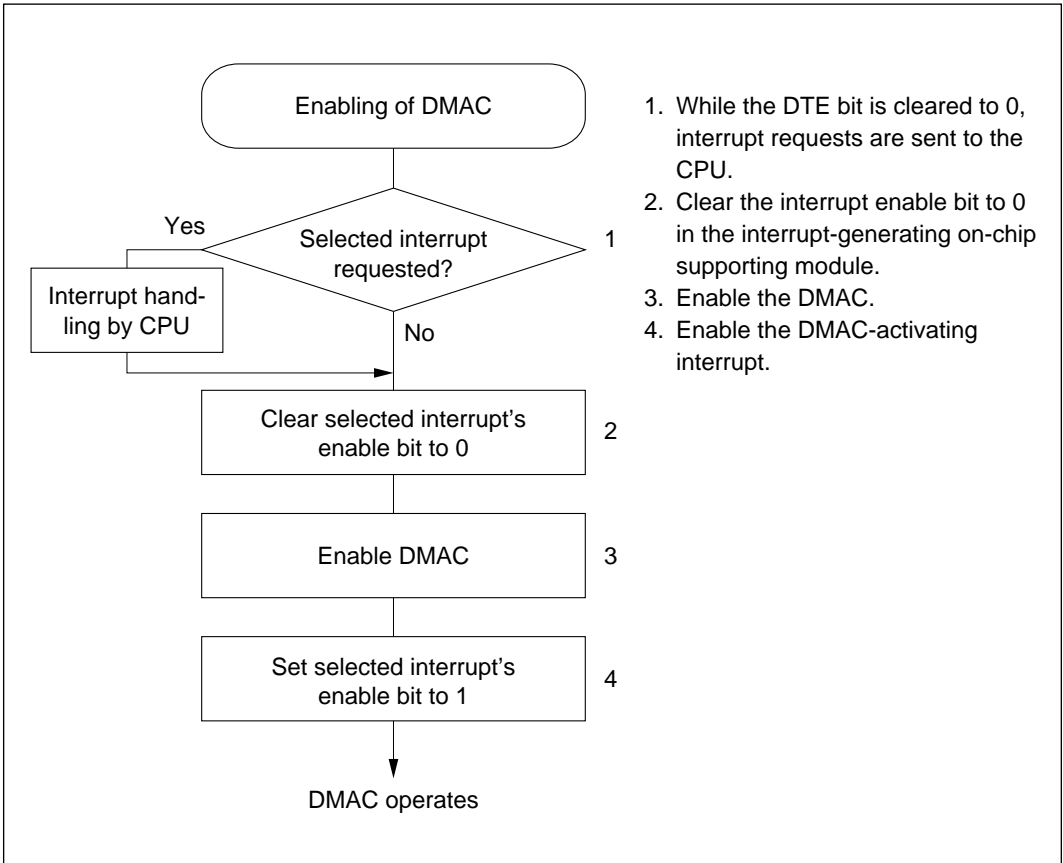 Enabling of DMAC
Yes
Selected interrupt
requested?
1
Interrupt hand-
ling by CPU
No
Clear selected interrupt's
enable bit to 0
2
Enable DMAC
3
Set selected interrupt's
enable bit to 1
4
DMAC operates
1. While the DTE bit is cleared to 0,
interrupt requests are sent to the
CPU.
2. Clear the interrupt enable bit to 0
in the interrupt-generating on-chip
supporting module.
3. Enable the DMAC.
4. Enable the DMAC-activating
interrupt.